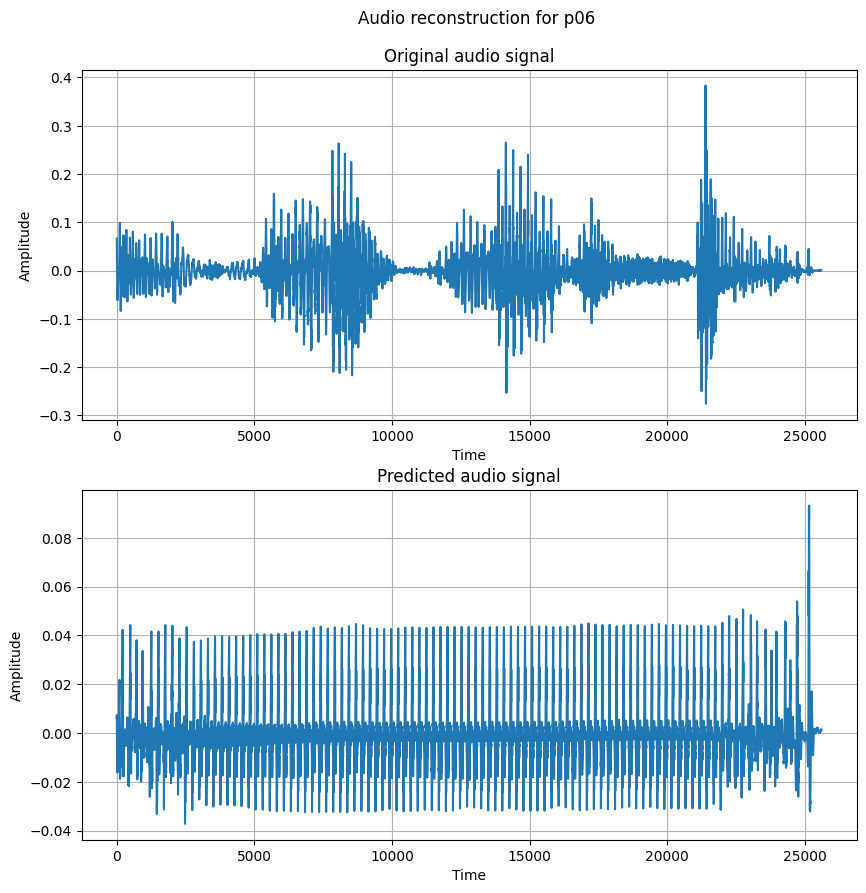 Audio reconstruction for p06
Original audio signal
0.4
0.3
0.2
0.1
0.0
−0.1
−0.2
−0.3
Amplitude
0 5000 10000 15000 20000 25000
Time
Predicted audio signal
0.08
0.06
0.04
0.02
0.00
−0.02
−0.04
Amplitude
0 5000 10000 15000 20000 25000
Time